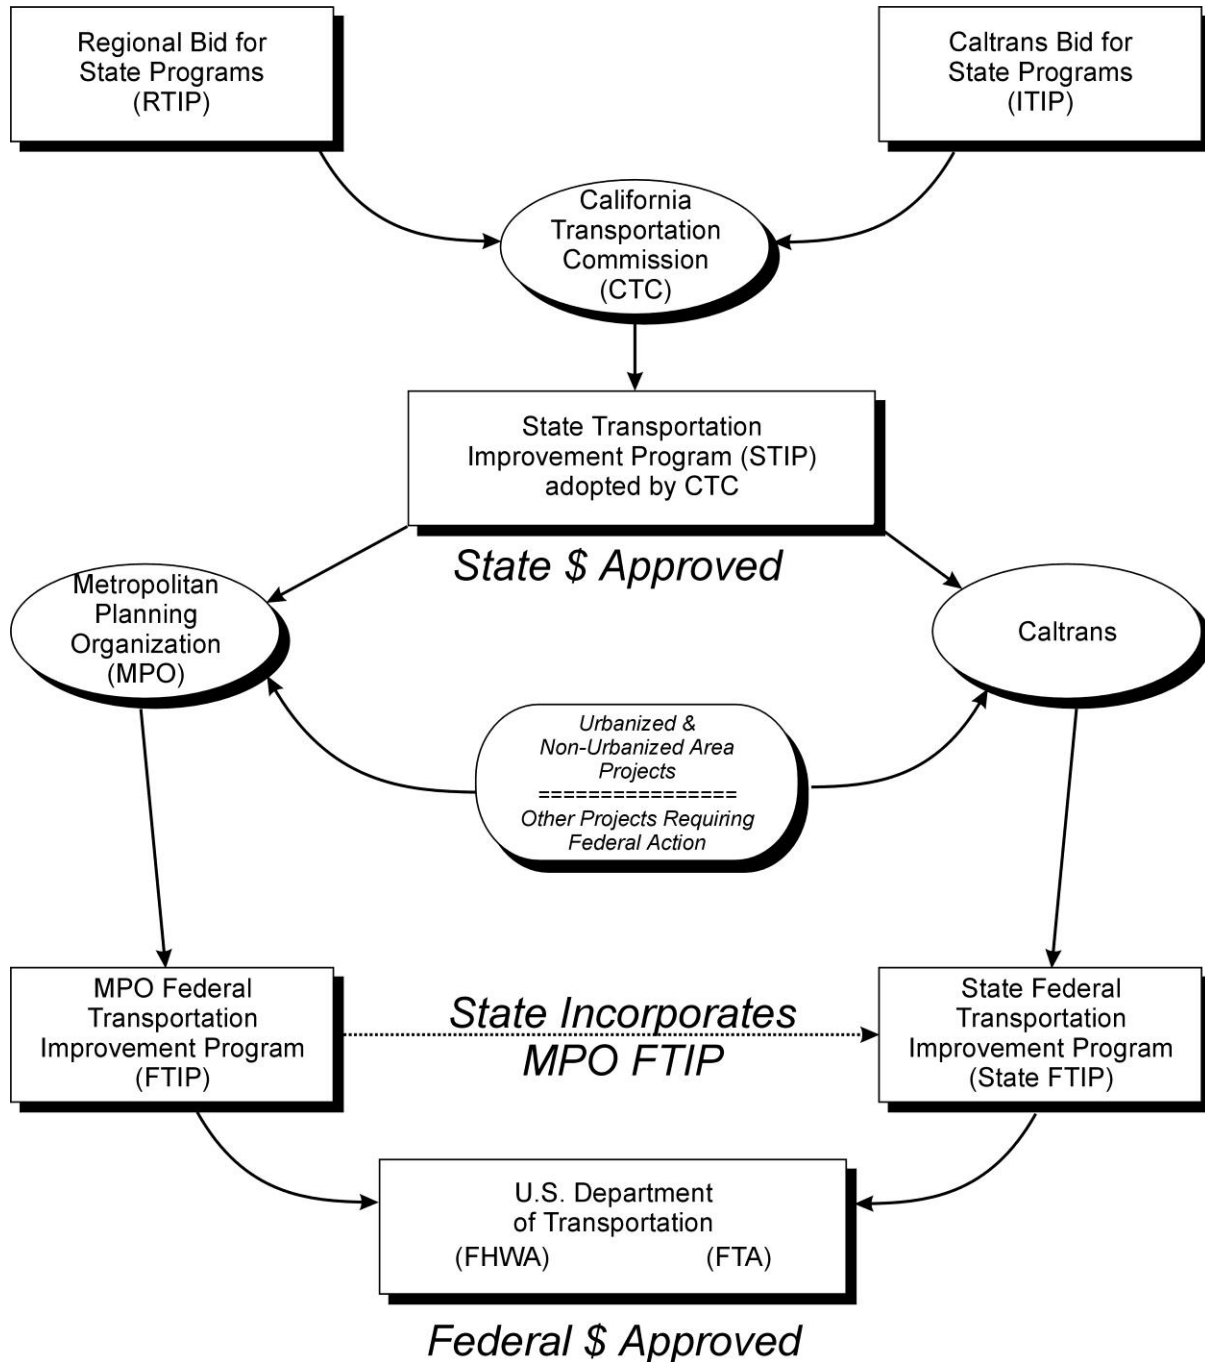 Regional Bid for
State Programs
(RTIP)
Caltrans Bid for
State Programs
(ITIP)
California
Transportation
Commission
(CTC)
State Transportation
Improvement Program (STIP)
adopted by CTC
State $ Approved
Metropolitan
Planning
Organization
(MPO)
Caltrans
Urbanized &
Non-Urbanized Area
Projects
================
Other Projects Requiring
Federal Action
MPO Federal
Transportation
Improvement Program
(FTIP)
State Incorporates
MPO FTIP
State Federal
Transportation
Improvement Program
(State FTIP)
U.S. Department
of Transportation
(FHWA) (FTA)
Federal $ Approved